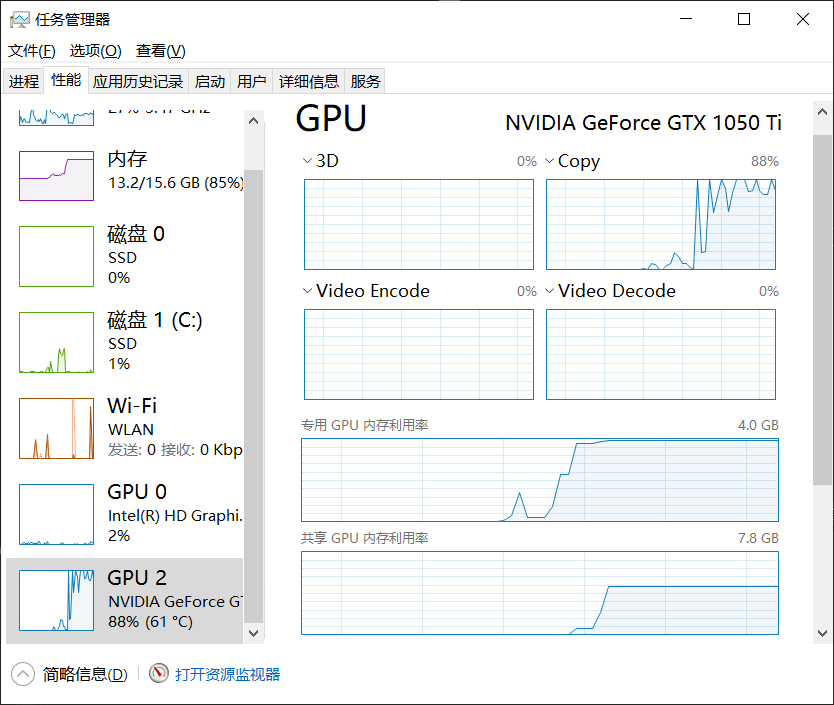 任务管理器
文件(F) 选项(O) 查看(V)
进程 性能 应用历史记录 启动 用户 详细信息 服务
内存
13.2/15.6 GB (85%)
磁盘 0
SSD
0%
磁盘 1 (C:)
SSD
1%
Wi-Fi
WLAN
发送: 0 接收: 0 Kbp
GPU 0
Intel(R) HD Graphi.
2%
GPU 2
NVIDIA GeForce G
88% (61 °C)
GPU
NVIDIA GeForce GTX 1050 Ti
3D 0% Copy 88%
Video Encode 0% Video Decode 0%
专用 GPU 内存利用率 4.0 GB
共享 GPU 内存利用率 7.8 GB
简略信息(D) 打开资源监视器